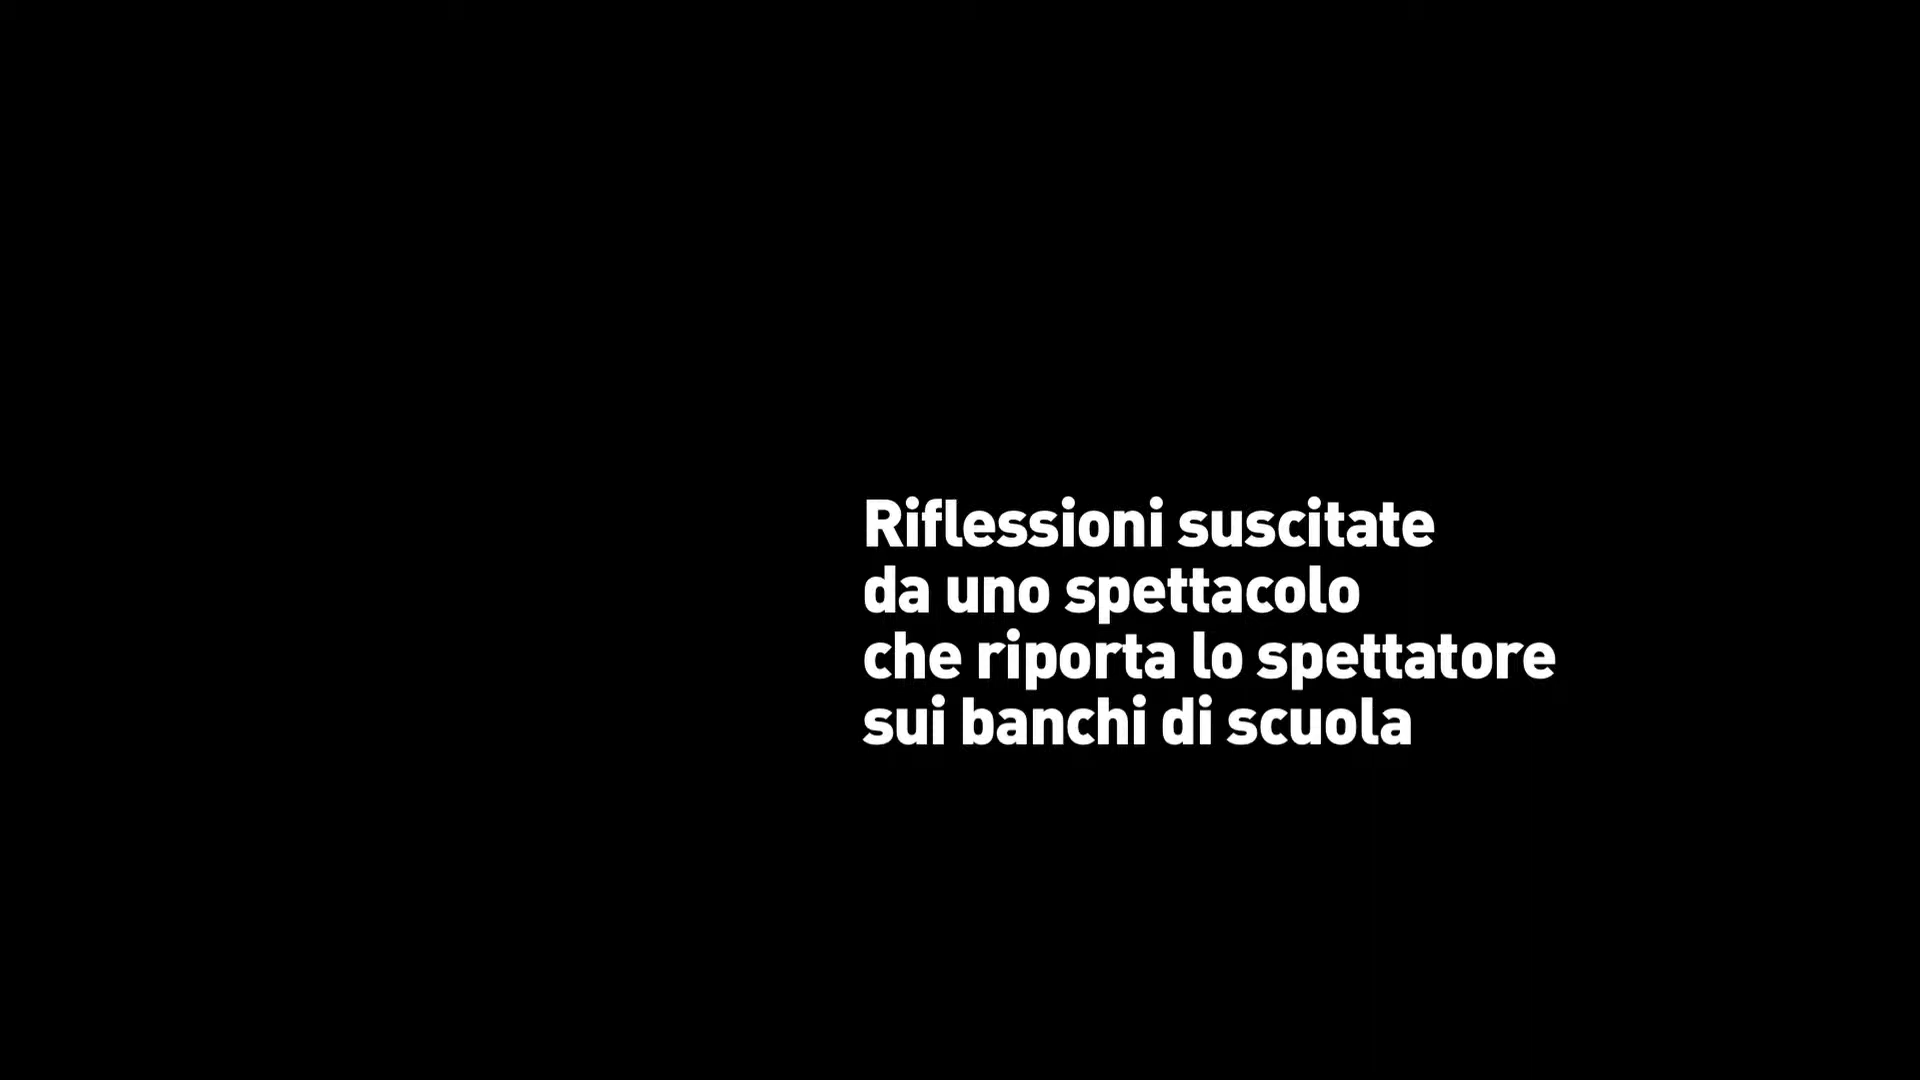 Riflessioni suscitate
da uno spettacolo
che riporta lo spettatore
sui banchi di scuola